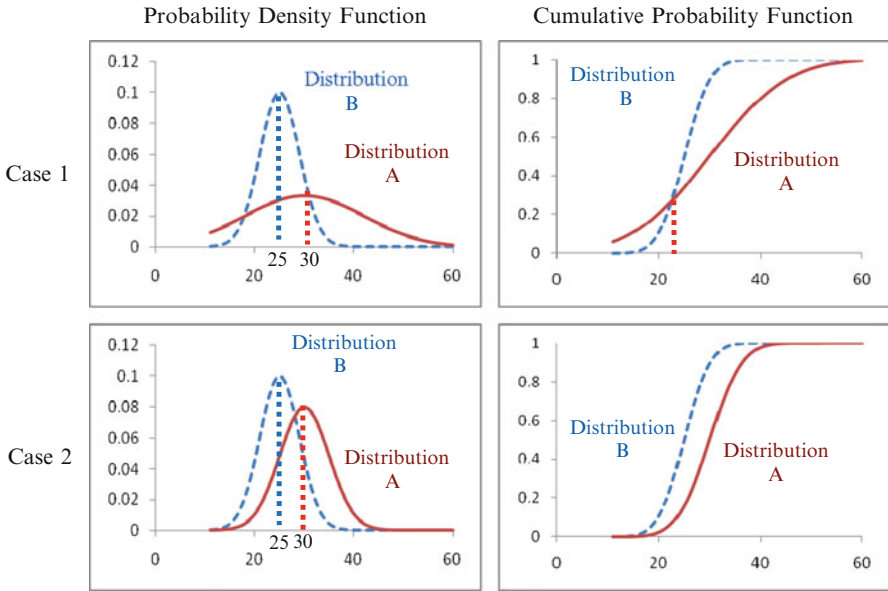 Probability Density Function
Cumulative Probability Function
Case 1
0.12
0.1
0.08
0.06
0.04
0.02
0
Distribution
B
Distribution
A
25
30
0
20
40
60
1
0.8
0.6
0.4
0.2
0
Distribution
B
Distribution
A
0
20
40
60
Case 2
0.12
0.1
0.08
0.06
0.04
0.02
0
Distribution
B
Distribution
A
25
30
0
20
40
60
1
0.8
0.6
0.4
0.2
0
Distribution
B
Distribution
A
0
20
40
60